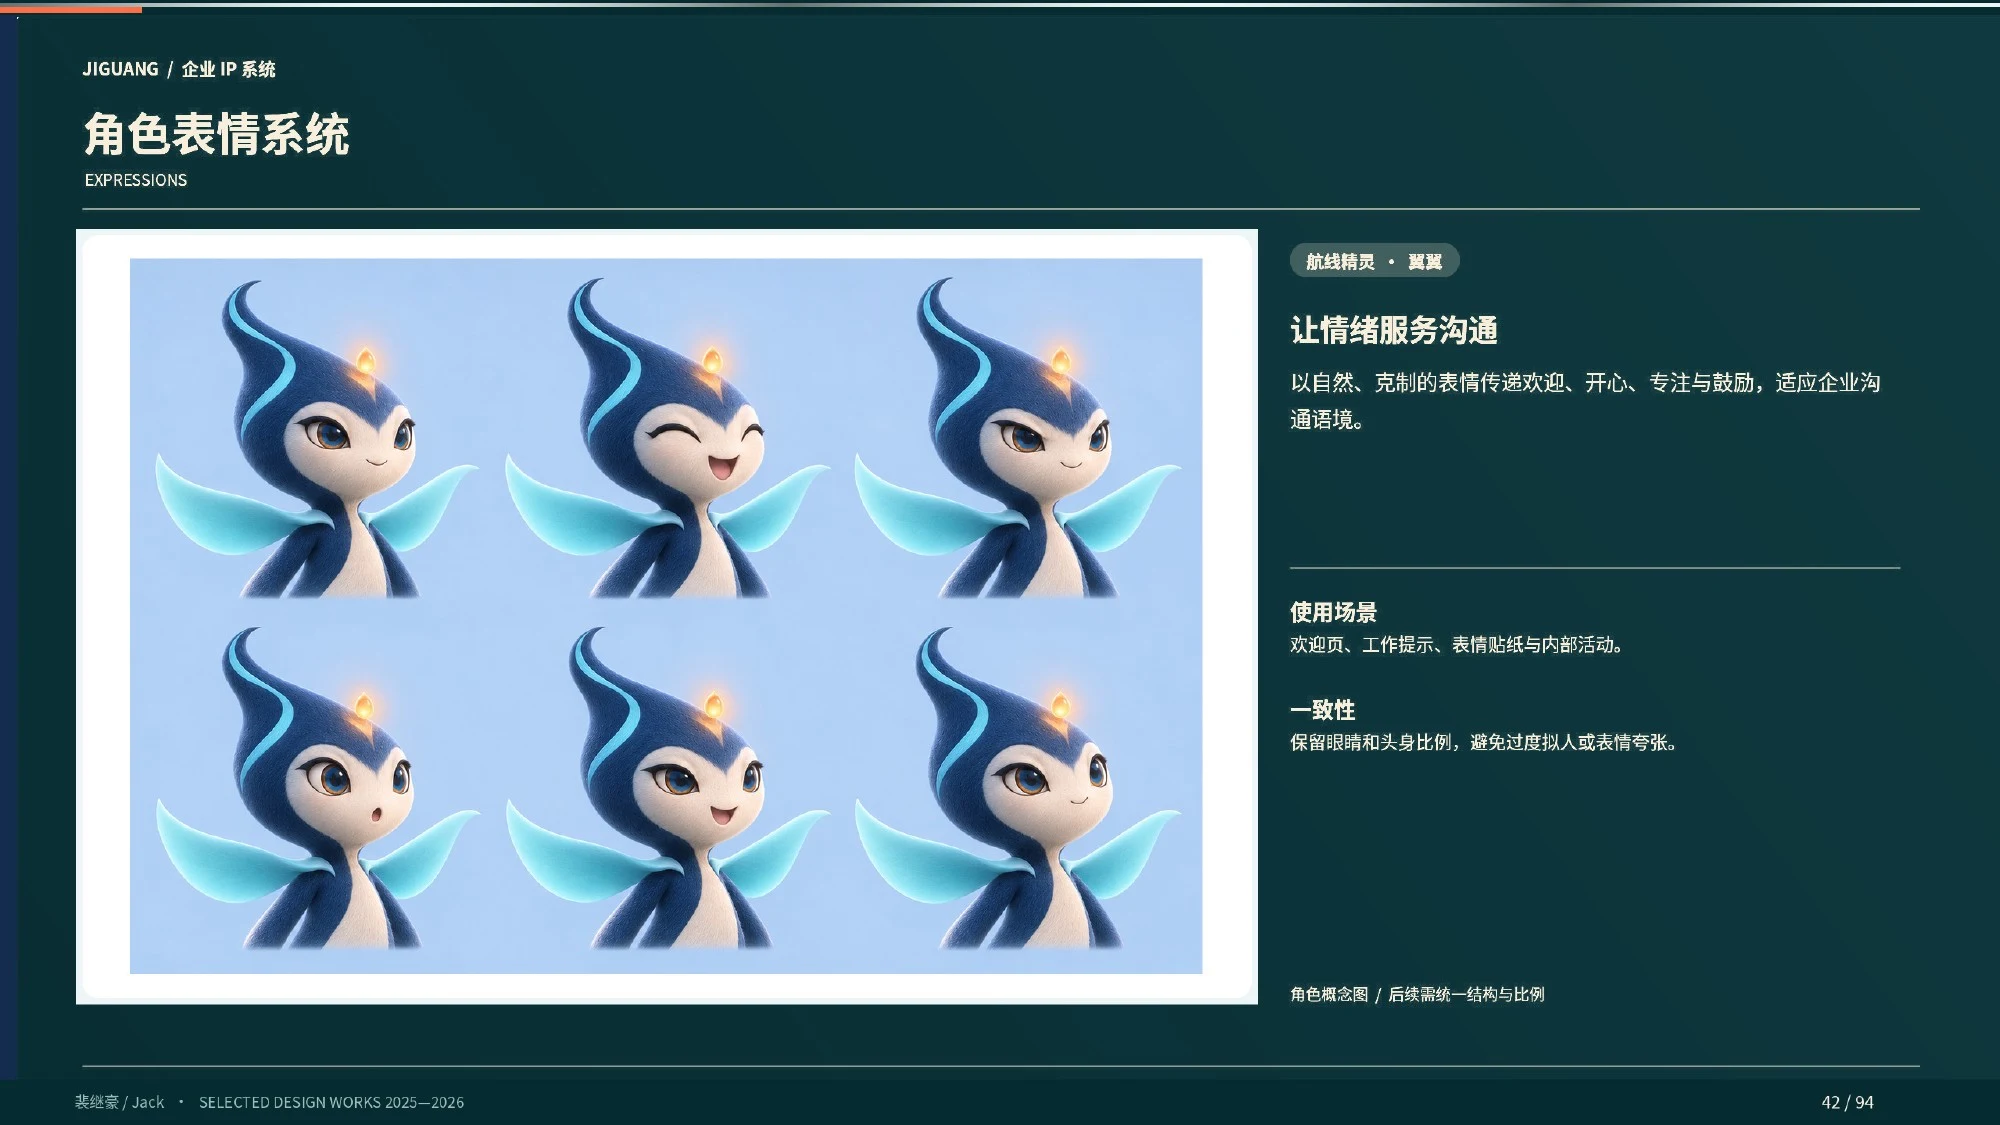 JIGUANG / 企业 IP 系统
角色表情系统
EXPRESSIONS
航线精灵 · 翼翼
让情绪服务沟通
以自然、克制的表情传递欢迎、开心、专注与鼓励，适应企业沟
通语境。
使用场景
欢迎页、工作提示、表情贴纸与内部活动。
一致性
保留眼睛和头身比例，避免过度拟人或表情夸张。
角色概念图 / 后续需统一结构与比例
裴继豪 / Jack · SELECTED DESIGN WORKS 2025—2026
42 / 94